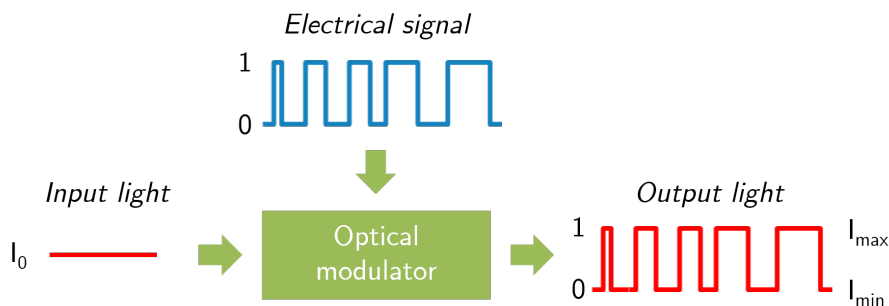 Electrical signal
1
0
Input light
I₀
Optical
modulator
Output light
1
0
Iₘₐₓ
Iₘᵢₙ